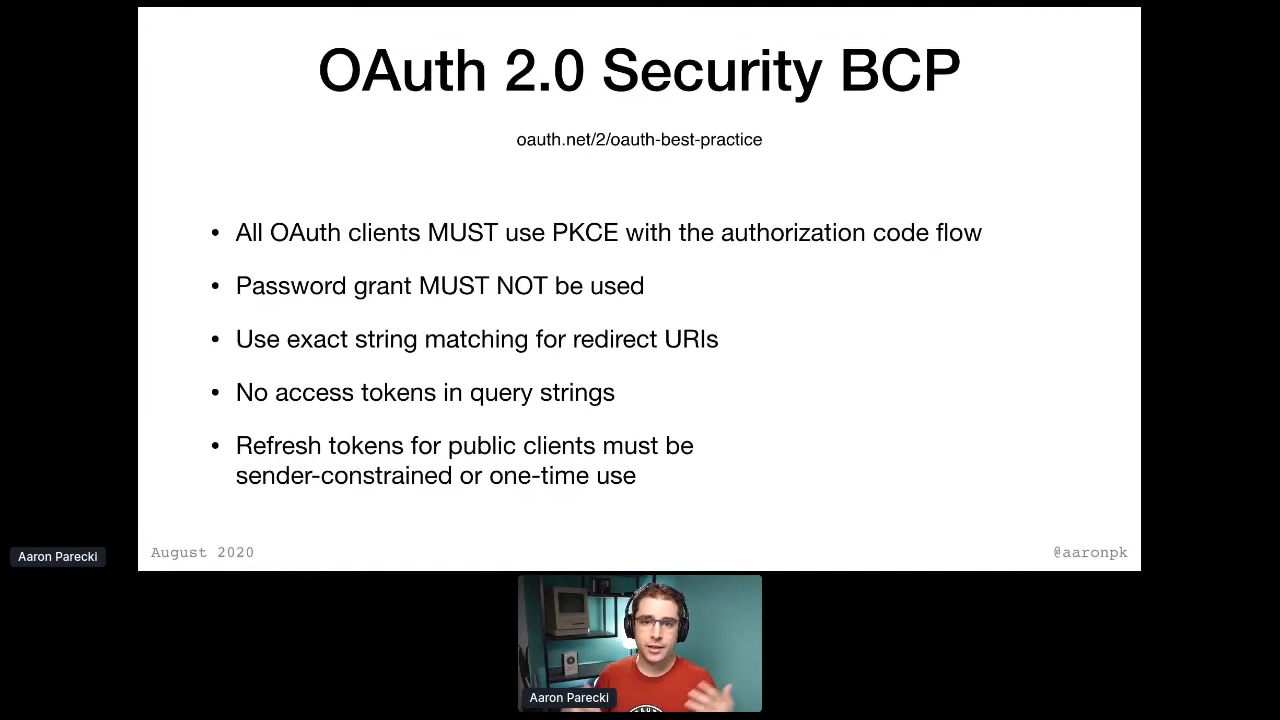 OAuth 2.0 Security BCP
oauth.net/2/oauth-best-practice
• All OAuth clients MUST use PKCE with the authorization code flow
• Password grant MUST NOT be used
• Use exact string matching for redirect URIs
• No access tokens in query strings
• Refresh tokens for public clients must be
sender-constrained or one-time use
August 2020
@aaronpk
Aaron Parecki
Aaron Parecki